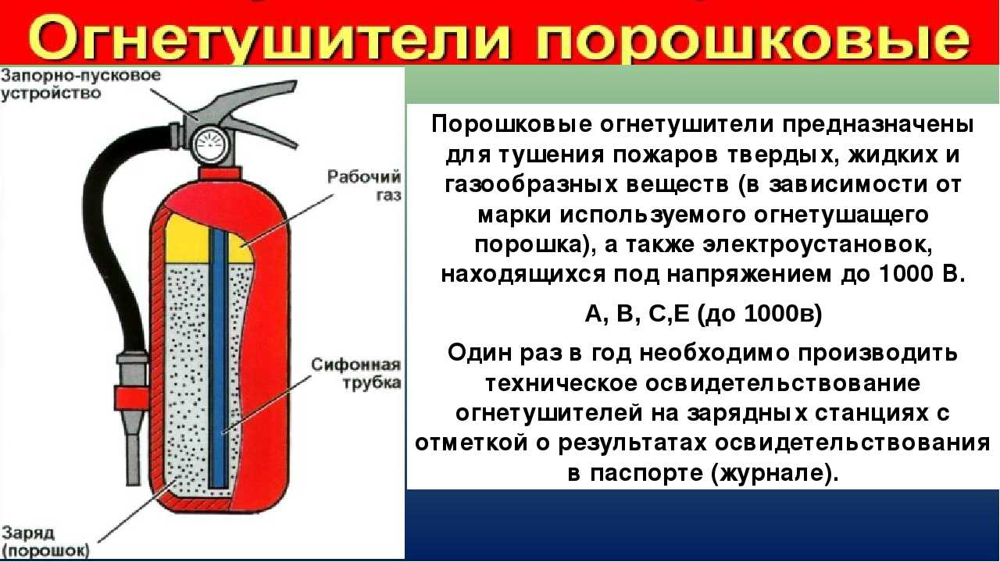 Огнетушители порошковые
Запорно-пусковое
устройство
Рабочий
газ
Сифонная
трубка
Заряд
(порошок)
Порошковые огнетушители предназначены
для тушения пожаров твердых, жидких и
газообразных веществ (в зависимости от
марки используемого огнетушащего
порошка), а также электроустановок,
находящихся под напряжением до 1000 В.
А, В, С,Е (до 1000в)
Один раз в год необходимо производить
техническое освидетельствование
огнетушителей на зарядных станциях с
отметкой о результатах освидетельствования
в паспорте (журнале).